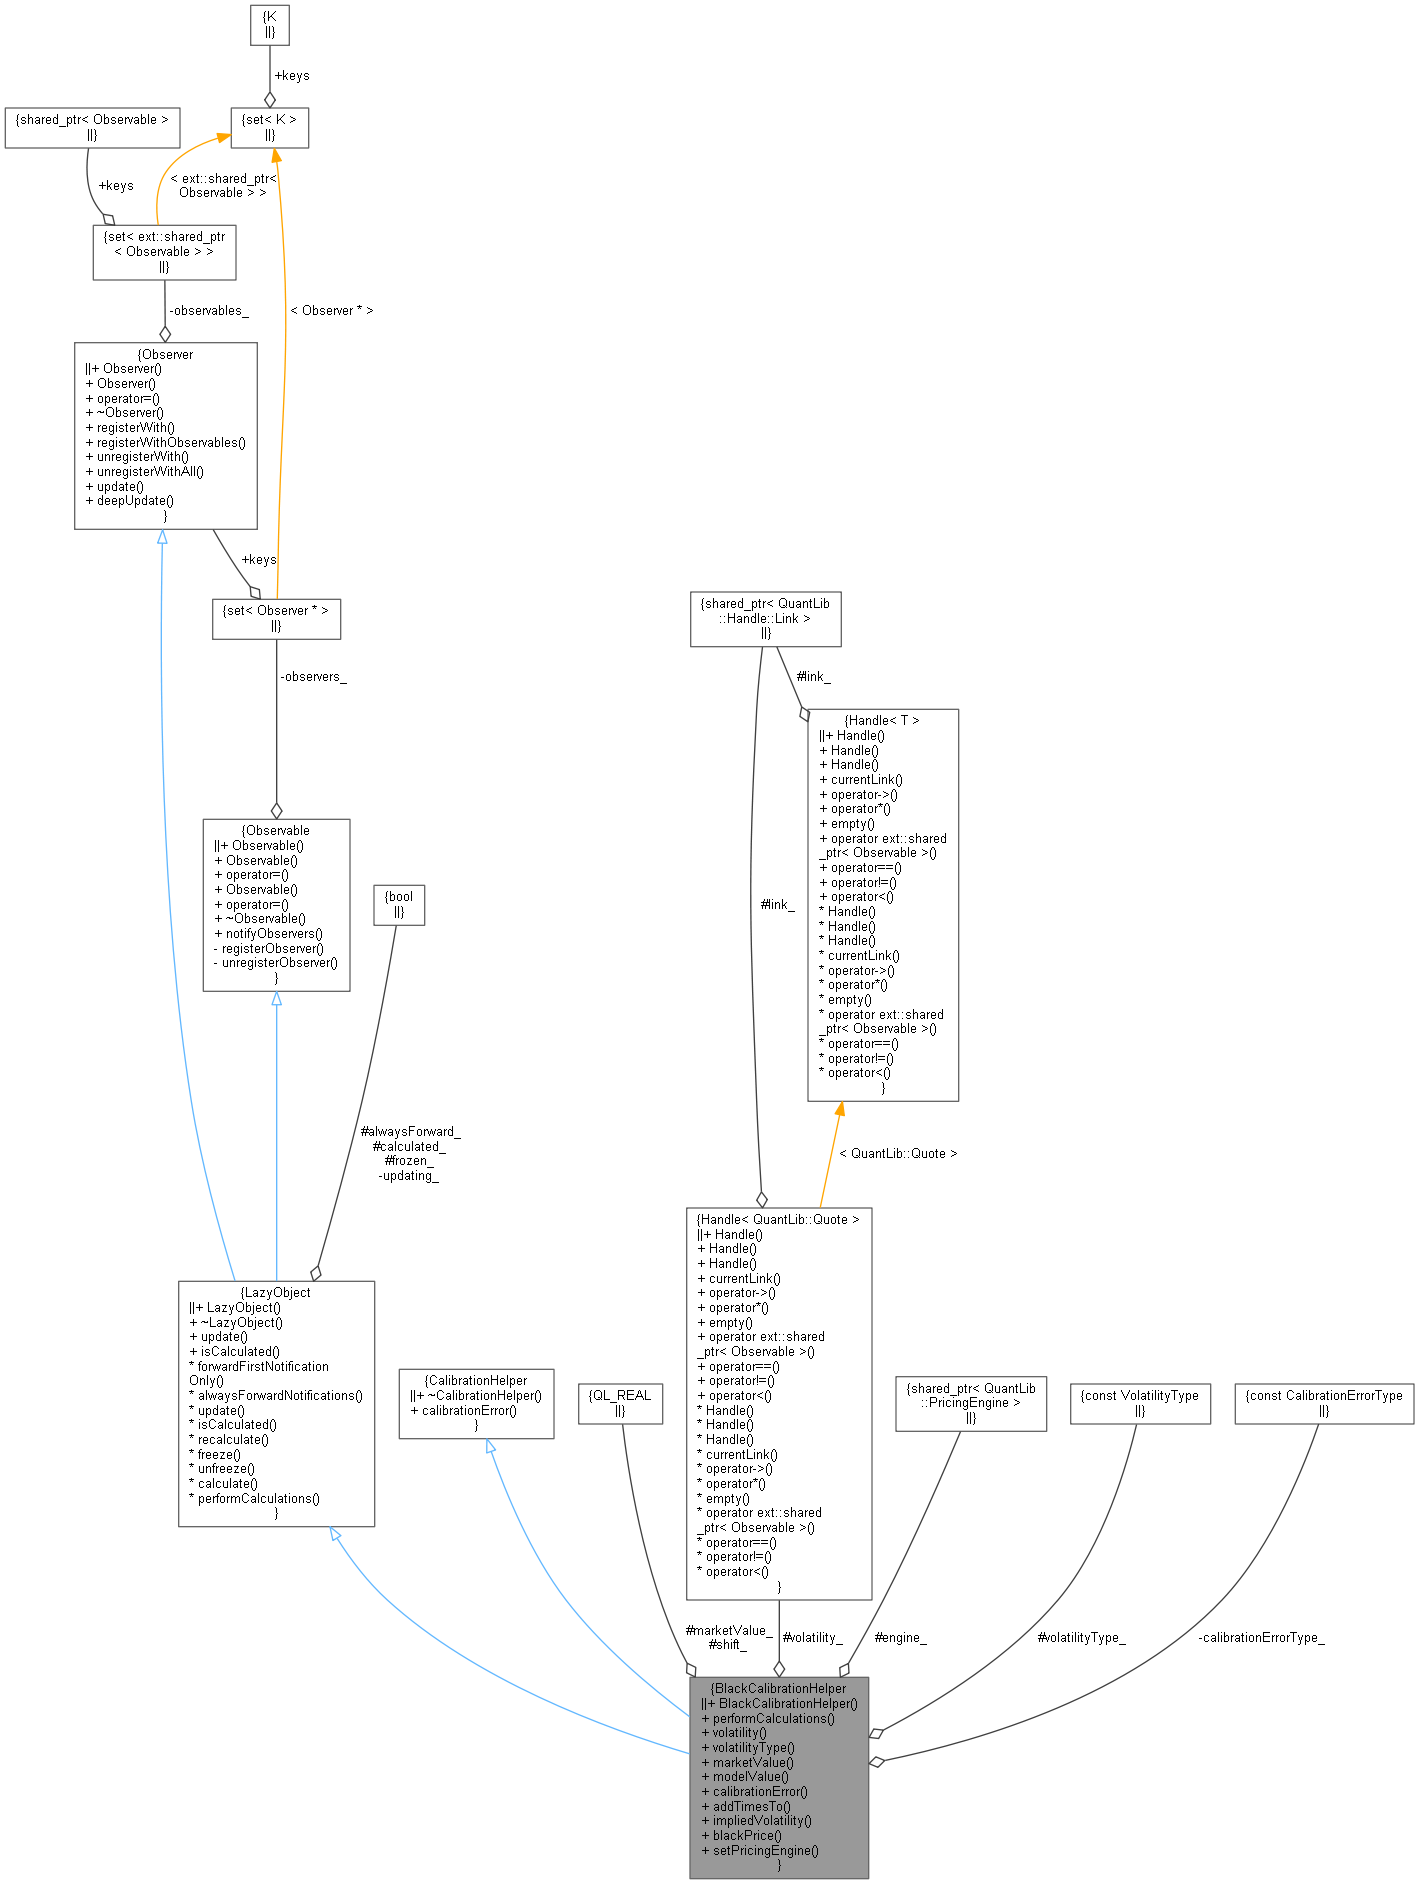 {K
||}
+keys
{shared_ptr< Observable >
||}
{set< K >
||}
+keys
< ext::shared_ptr<
Observable > >
{set< ext::shared_ptr
< Observable > >
||}
-observables_
< Observer * >
{Observer
||+ Observer()
+ Observer()
+ operator=()
+ ~Observer()
+ registerWith()
+ registerWithObservables()
+ unregisterWith()
+ unregisterWithAll()
+ update()
+ deepUpdate()
}
+keys
{set< Observer * >
||}
-observers_
{shared_ptr< QuantLib
::Handle::Link >
||}
#link_
{Handle< T >
||+ Handle()
+ Handle()
+ Handle()
+ currentLink()
+ operator->()
+ operator*()
+ empty()
+ operator ext::shared
_ptr< Observable >()
+ operator==()
+ operator!=()
+ operator<()
* Handle()
* Handle()
* Handle()
* currentLink()
* operator->()
* operator*()
* empty()
* operator ext::shared
_ptr< Observable >()
* operator==()
* operator!=()
* operator<()
}
#link_
{Observable
||+ Observable()
+ Observable()
+ operator=()
+ Observable()
+ operator=()
+ ~Observable()
+ notifyObservers()
- registerObserver()
- unregisterObserver()
}
{bool
||}
#alwaysForward_
#calculated_
#frozen_
-updating_
< QuantLib::Quote >
{LazyObject
||+ LazyObject()
+ ~LazyObject()
+ update()
+ isCalculated()
* forwardFirstNotification
Only()
* alwaysForwardNotifications()
* update()
* isCalculated()
* recalculate()
* freeze()
* unfreeze()
* calculate()
* performCalculations()
}
{CalibrationHelper
||+ ~CalibrationHelper()
+ calibrationError()
}
{QL_REAL
||}
{Handle< QuantLib::Quote >
||+ Handle()
+ Handle()
+ Handle()
+ currentLink()
+ operator->()
+ operator*()
+ empty()
+ operator ext::shared
_ptr< Observable >()
+ operator==()
+ operator!=()
+ operator<()
* Handle()
* Handle()
* Handle()
* currentLink()
* operator->()
* operator*()
* empty()
* operator ext::shared
_ptr< Observable >()
* operator==()
* operator!=()
* operator<()
}
{shared_ptr< QuantLib
::PricingEngine >
||}
{const VolatilityType
||}
{const CalibrationErrorType
||}
#marketValue_
#shift_
#volatility_
#engine_
#volatilityType_
-calibrationErrorType_
{BlackCalibrationHelper
||+ BlackCalibrationHelper()
+ performCalculations()
+ volatility()
+ volatilityType()
+ marketValue()
+ modelValue()
+ calibrationError()
+ addTimesTo()
+ impliedVolatility()
+ blackPrice()
+ setPricingEngine()
}